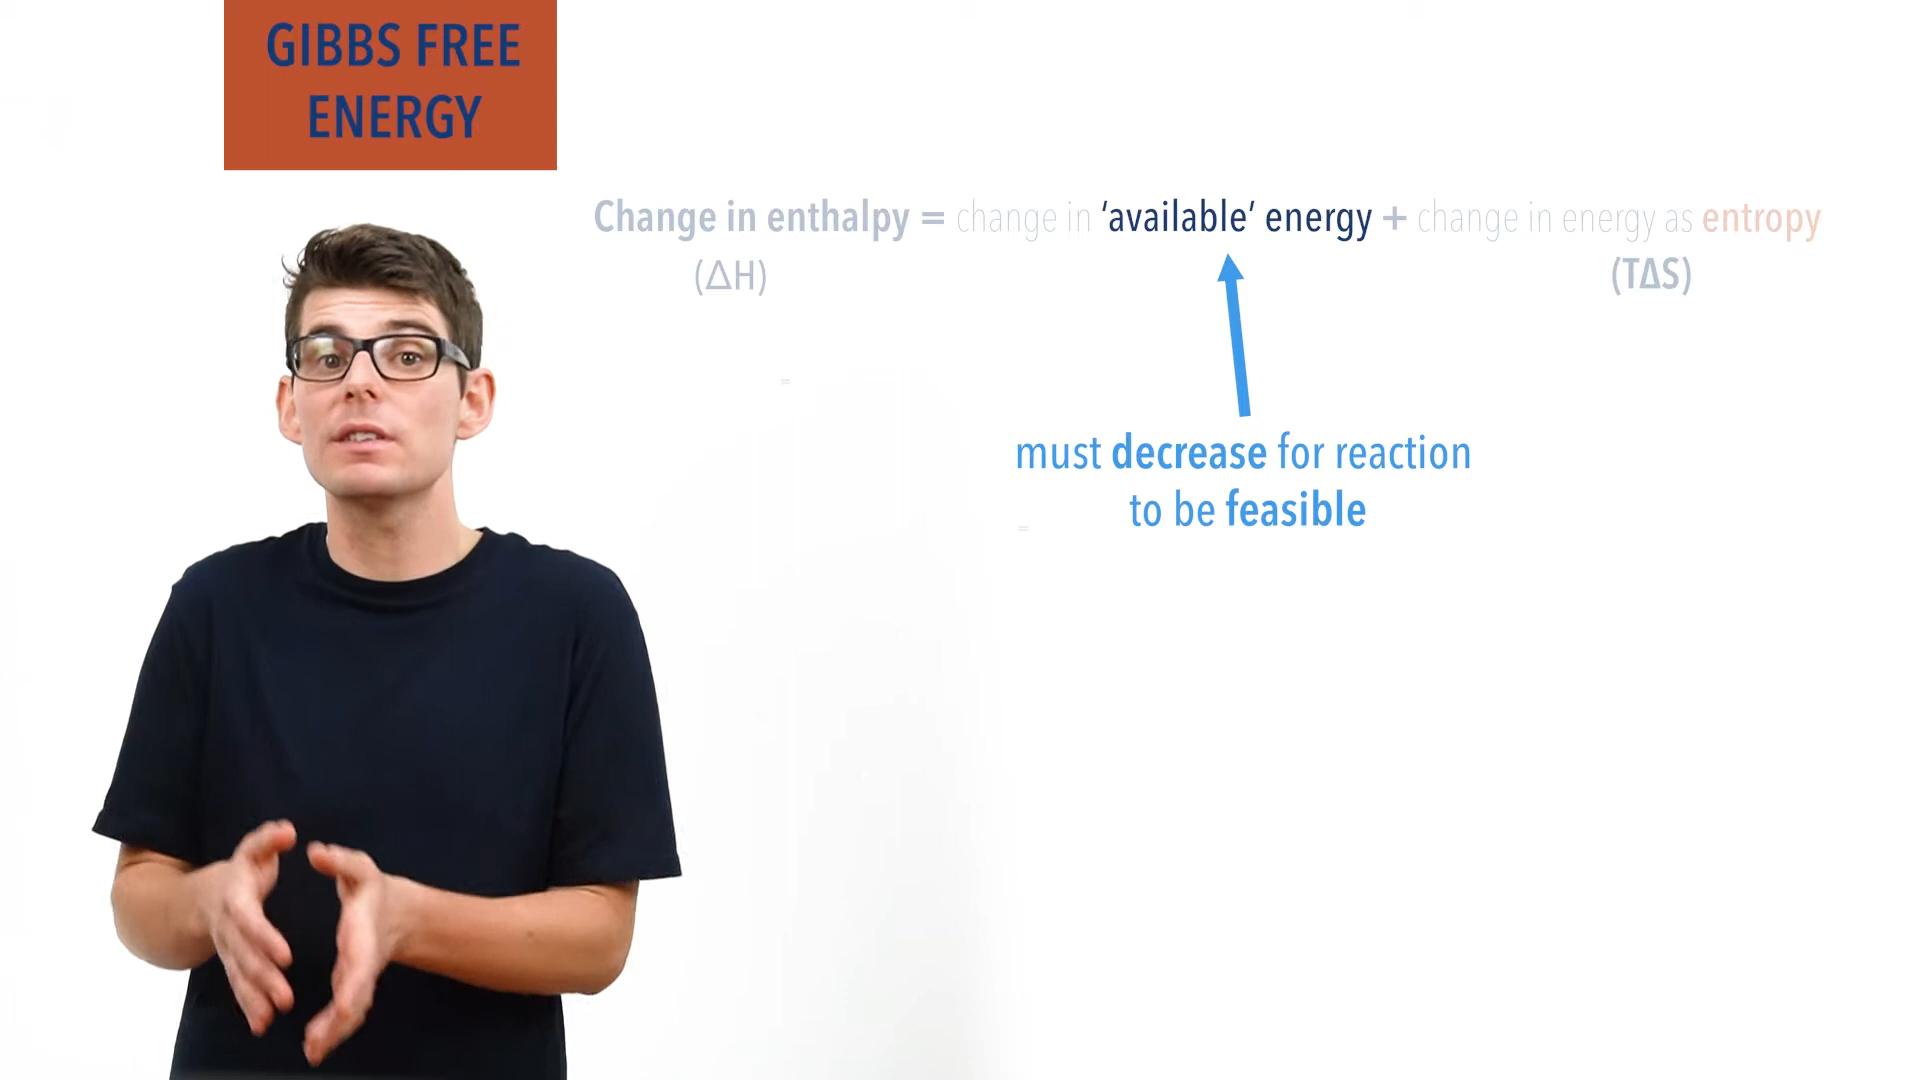 GIBBS FREE
ENERGY
Change in enthalpy = change in ‘available’ energy + change in energy as entropy
(ΔH) (TΔS)
must decrease for reaction
to be feasible
=
=